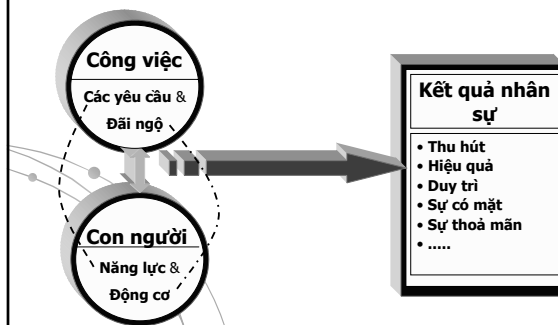 Công việc
Các yêu cầu &
Đãi ngộ
Con người
Năng lực &
Động cơ
Kết quả nhân
sự
• Thu hút
• Hiệu quả
• Duy trì
• Sự có mặt
• Sự thoả mãn
• .....